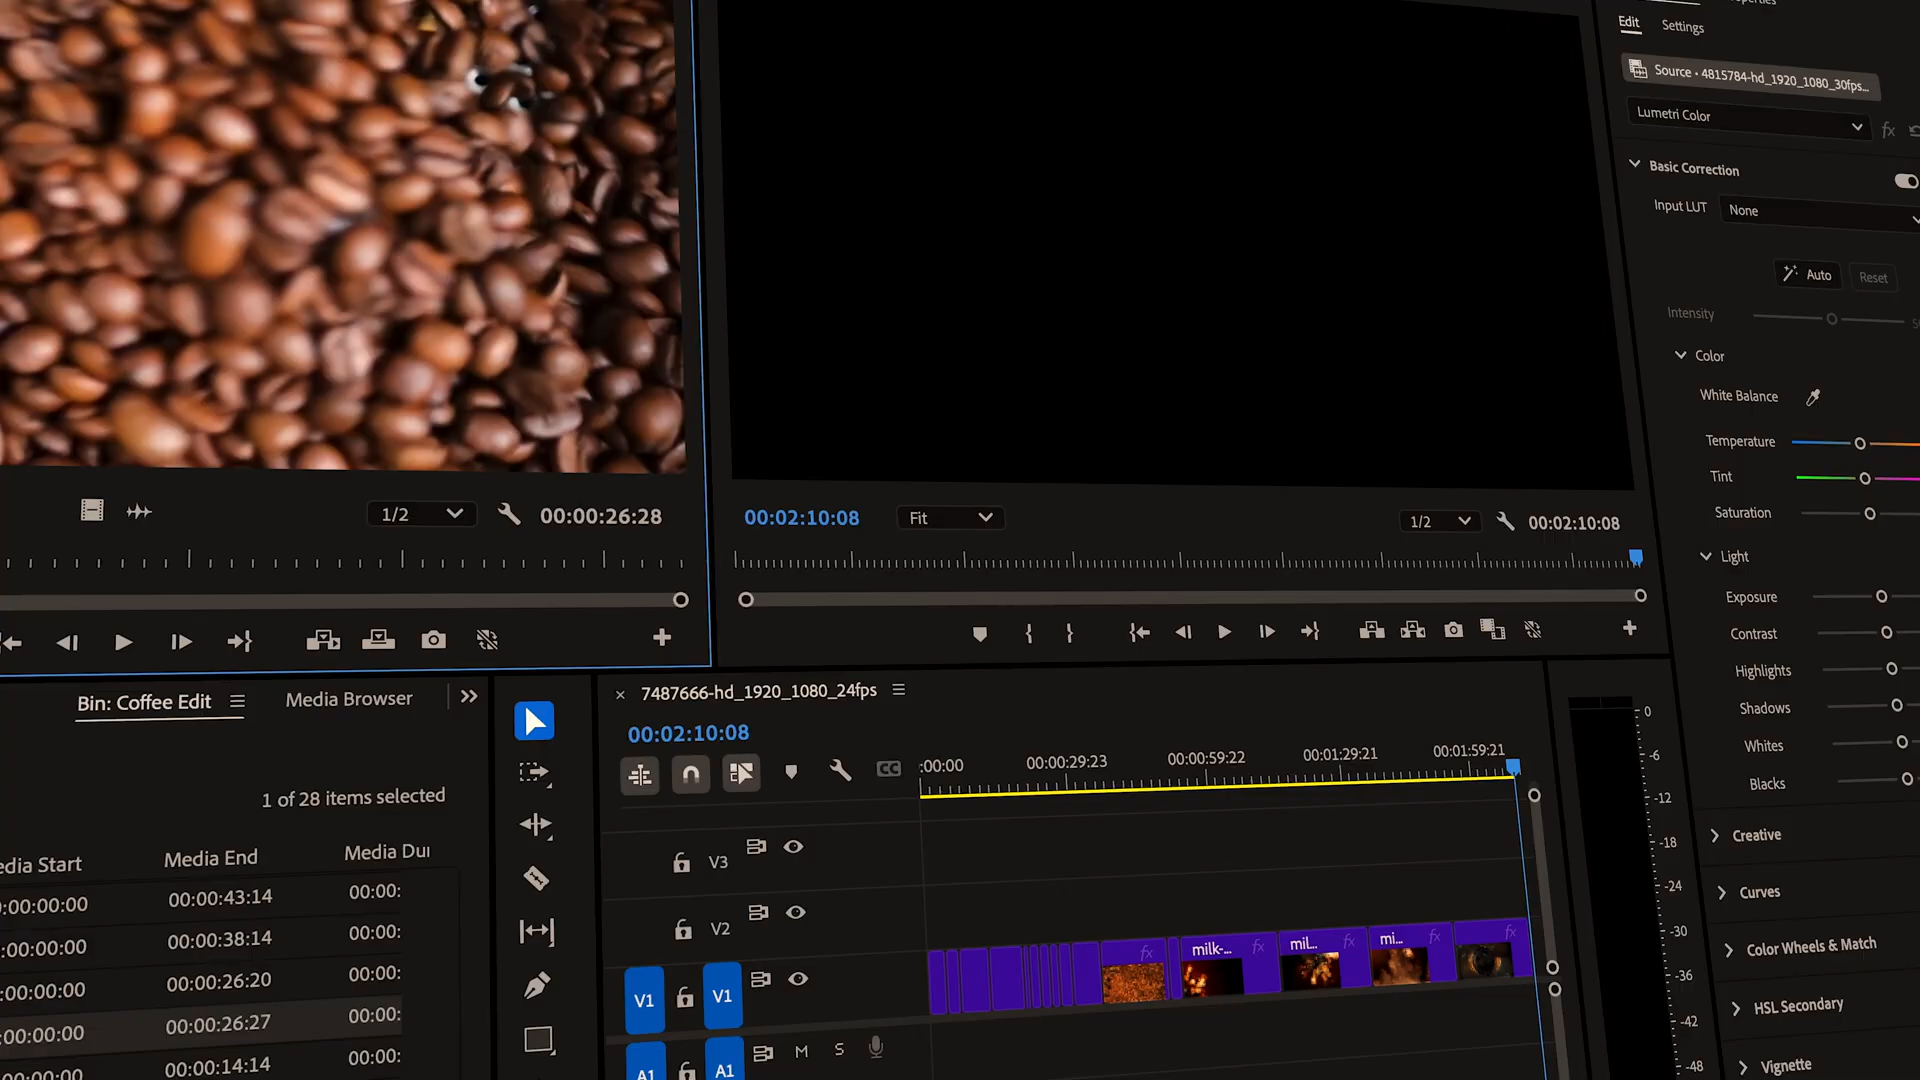 Edit
Settings
Source • 4815784-hd_1920_1080_30fps...
Lumetri Color
fx
Basic Correction
Input LUT
None
Auto
Reset
Intensity
Color
White Balance
Temperature
Tint
Saturation
Light
Exposure
Contrast
Highlights
Shadows
Whites
Blacks
Creative
Curves
Color Wheels & Match
HSL Secondary
Vignette
1/2
00:00:26:28
00:02:10:08
Fit
1/2
00:02:10:08
Bin: Coffee Edit
Media Browser
1 of 28 items selected
edia Start
Media End
Media Dur
:00:00:00
00:00:43:14
00:00:
:00:00:00
00:00:38:14
00:00:
:00:00:00
00:00:26:20
00:00:
:00:00:00
00:00:26:27
00:00:
00:00:14:14
00:00:
7487666-hd_1920_1080_24fps
00:02:10:08
CC
:00:00
00:00:29:23
00:00:59:22
00:01:29:21
00:01:59:21
V3
V2
V1
V1
fx
milk-...
fx
mil...
fx
mi...
fx
fx
A1
A1
M
S
0
-6
-12
-18
-24
-30
-36
-42
-48